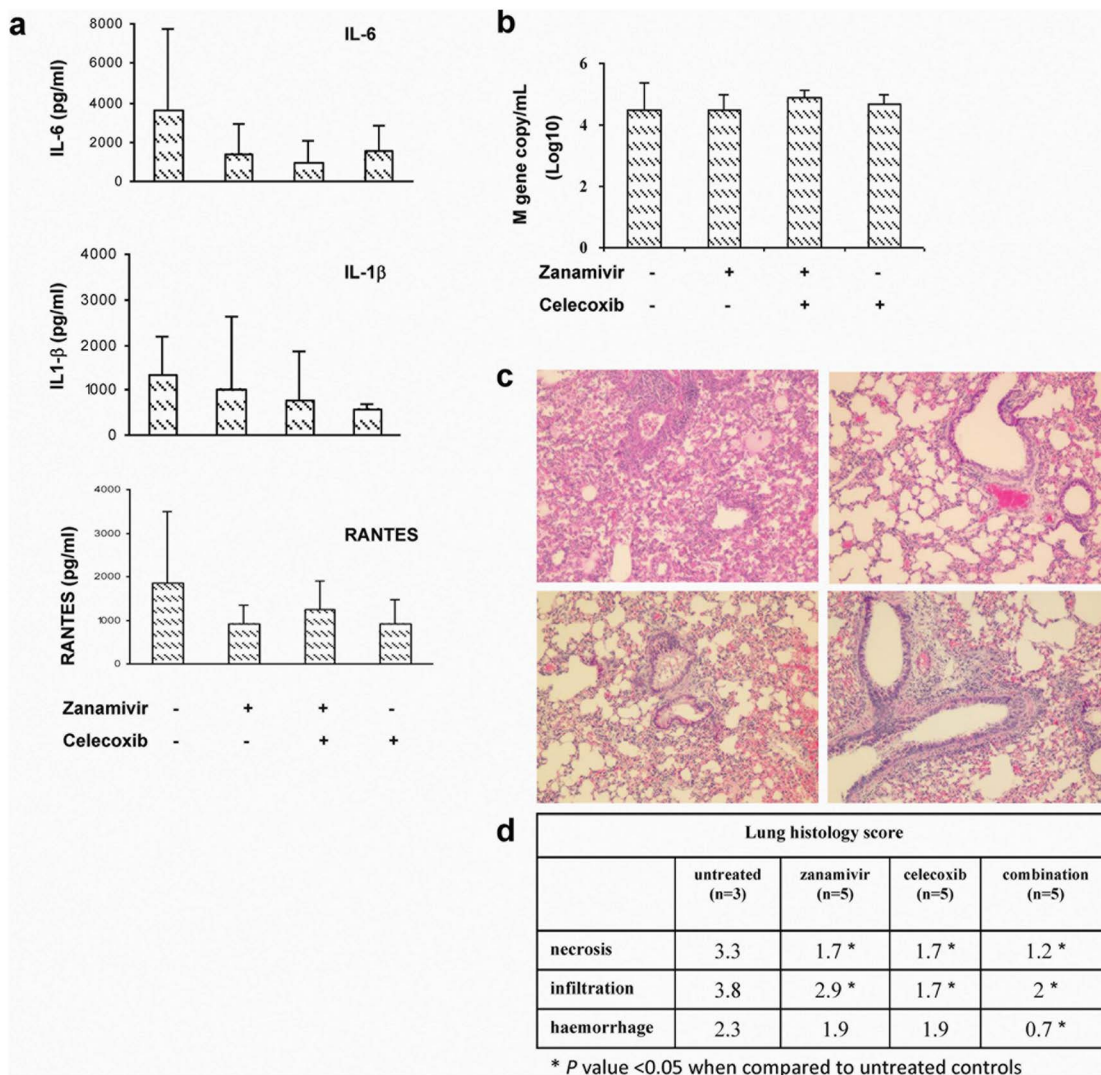 a
IL-6
IL-6 (pg/ml)
8000
6000
4000
2000
0
IL-1β
IL1-β (pg/ml)
4000
3000
2000
1000
0
RANTES
RANTES (pg/ml)
4000
3000
2000
1000
0
Zanamivir - + + -
Celecoxib - - + +
b
M gene copy/mL
(Log10)
6
4
2
0
Zanamivir - + + -
Celecoxib - - + +
c
d
Lung histology score
untreated (n=3) zanamivir (n=5) celecoxib (n=5) combination (n=5)
necrosis 3.3 1.7 * 1.7 * 1.2 *
infiltration 3.8 2.9 * 1.7 * 2 *
haemorrhage 2.3 1.9 1.9 0.7 *
* P value <0.05 when compared to untreated controls